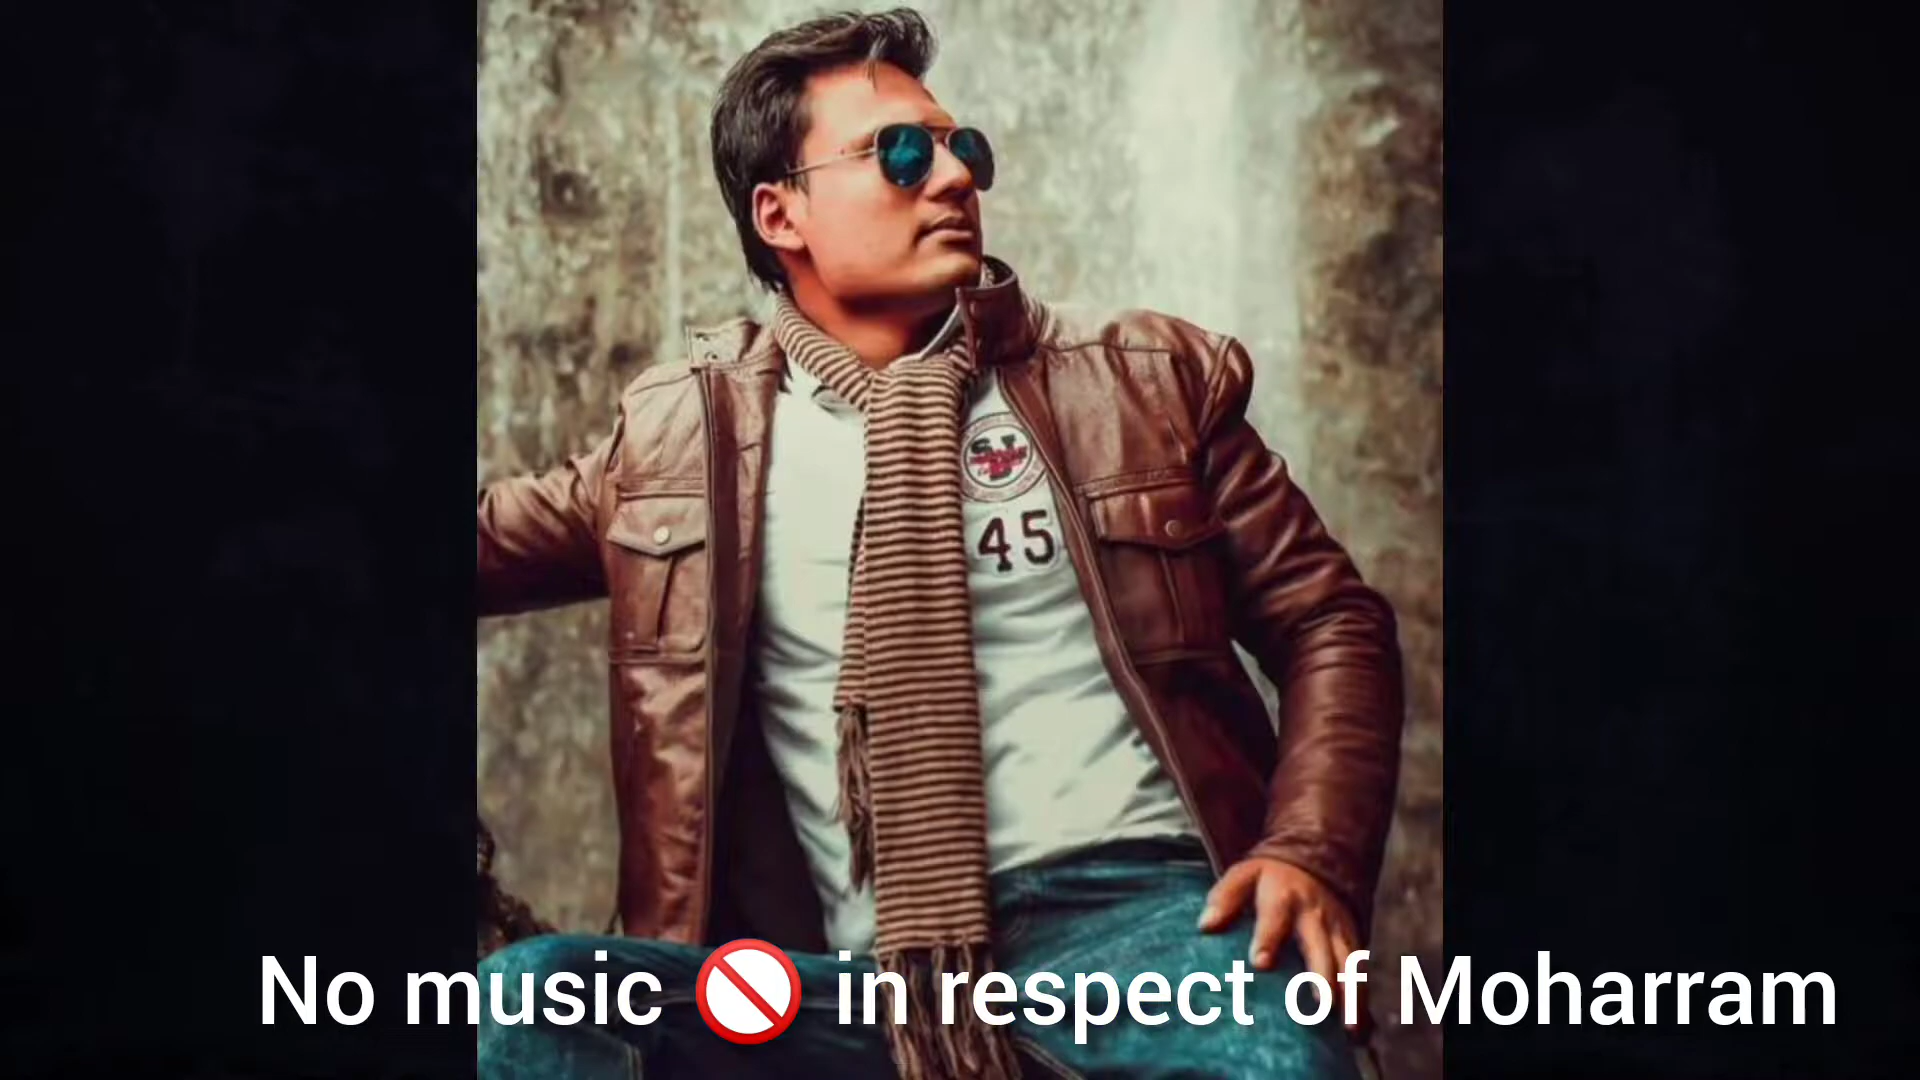 45
No music 🚫 in respect of Moharram